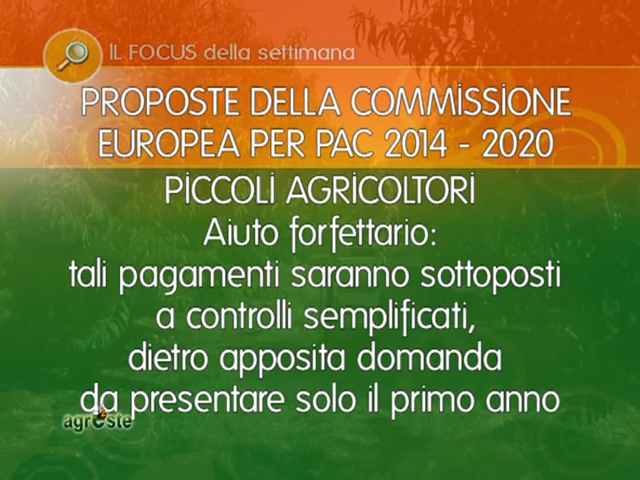 IL FOCUS della settimana
PROPOSTE DELLA COMMISSIONE
EUROPEA PER PAC 2014 - 2020
PICCOLI AGRICOLTORI
Aiuto forfettario:
tali pagamenti saranno sottoposti
a controlli semplificati,
dietro apposita domanda
da presentare solo il primo anno
agreste